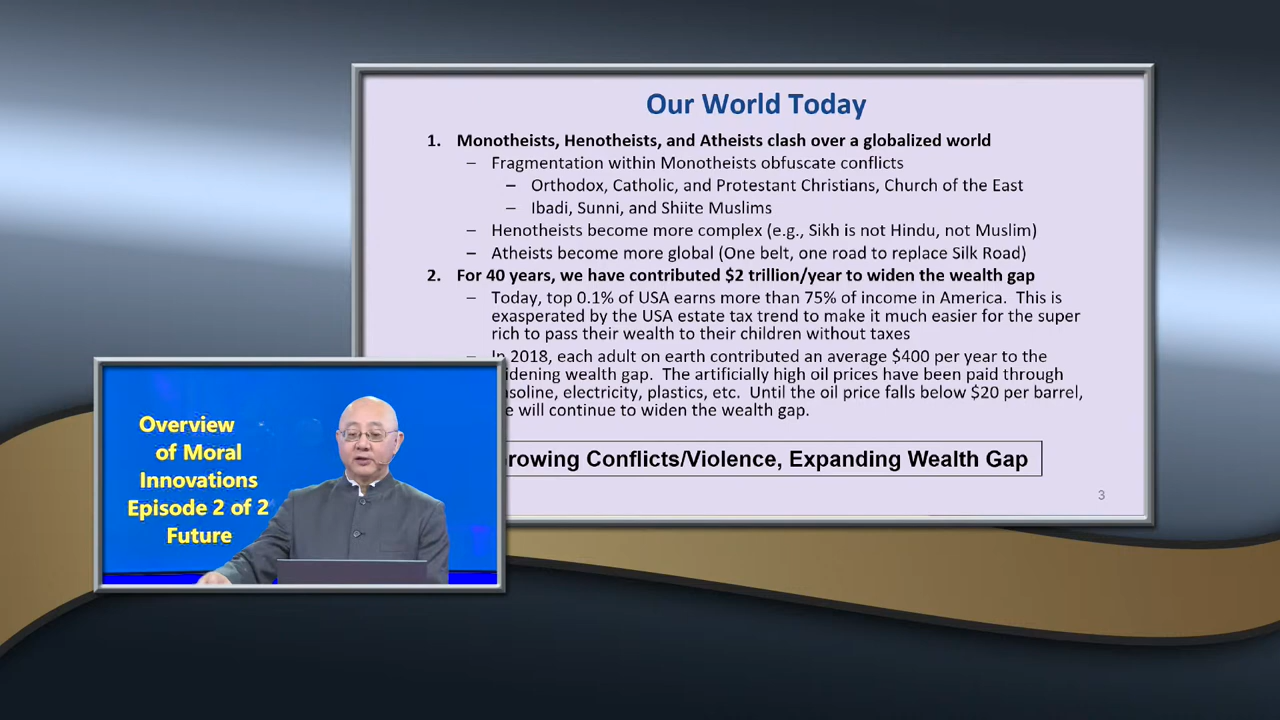 Our World Today
1. Monotheists, Henotheists, and Atheists clash over a globalized world
– Fragmentation within Monotheists obfuscate conflicts
– Orthodox, Catholic, and Protestant Christians, Church of the East
– Ibadi, Sunni, and Shiite Muslims
– Henotheists become more complex (e.g., Sikh is not Hindu, not Muslim)
– Atheists become more global (One belt, one road to replace Silk Road)
2. For 40 years, we have contributed $2 trillion/year to widen the wealth gap
– Today, top 0.1% of USA earns more than 75% of income in America. This is
exasperated by the USA estate tax trend to make it much easier for the super
rich to pass their wealth to their children without taxes
– In 2018, each adult on earth contributed an average $400 per year to the
idening wealth gap. The artificially high oil prices have been paid through
asoline, electricity, plastics, etc. Until the oil price falls below $20 per barrel,
e will continue to widen the wealth gap.
rowing Conflicts/Violence, Expanding Wealth Gap
3
Overview
of Moral
Innovations
Episode 2 of 2
Future